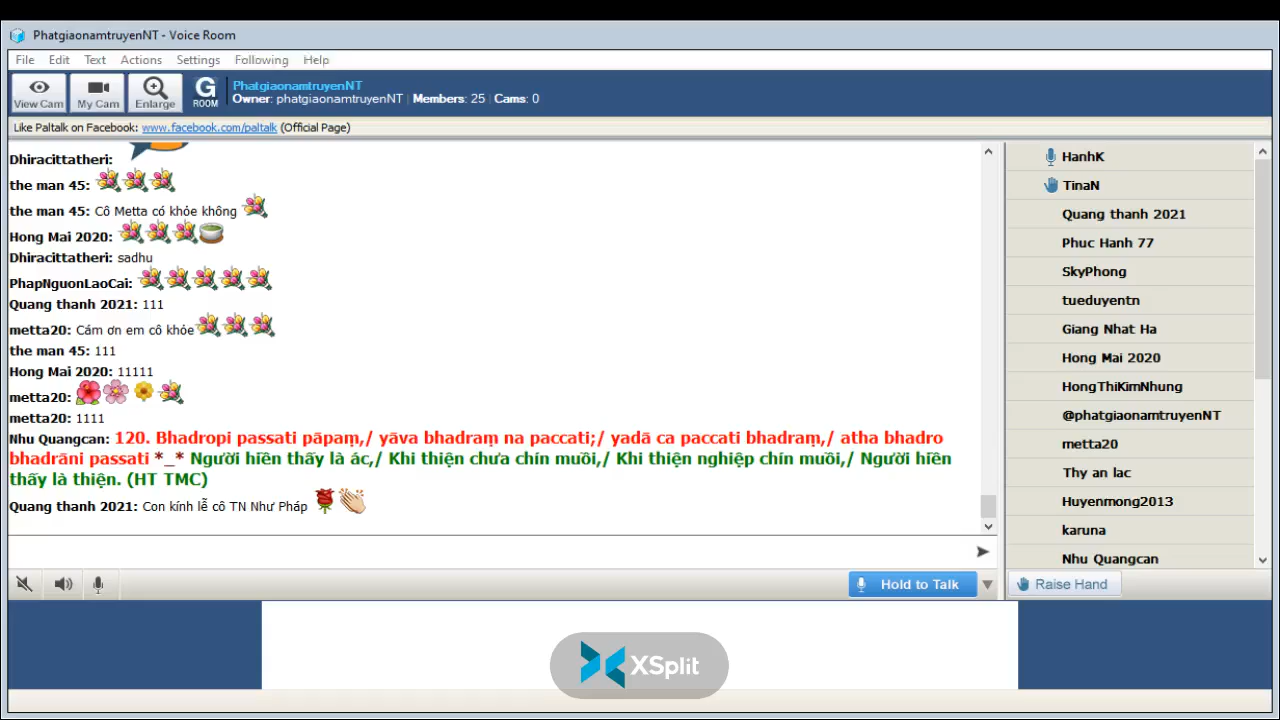 PhatgiaonamtruyenNT - Voice Room
File Edit Text Actions Settings Following Help
View Cam My Cam Enlarge G ROOM
PhatgiaonamtruyenNT
Owner: phatgiaonamtruyenNT Members: 25 Cams: 0
Like Paltalk on Facebook: www.facebook.com/paltalk (Official Page)
Dhiracittatheri:
the man 45:
the man 45: Cô Metta có khỏe không
Hong Mai 2020:
Dhiracittatheri: sadhu
PhapNguonLaoCai:
Quang thanh 2021: 111
metta20: Cảm ơn em cô khỏe
the man 45: 111
Hong Mai 2020: 11111
metta20:
metta20: 1111
Nhu Quangcan: 120. Bhadropi passati pāpaṃ,/ yāva bhadraṃ na paccati;/ yadā ca paccati bhadraṃ,/ atha bhadro
bhadrāni passati *_* Người hiền thấy là ác,/ Khi thiện chưa chín muồi,/ Khi thiện nghiệp chín muồi,/ Người hiền
thấy là thiện. (HT TMC)
Quang thanh 2021: Con kính lễ cô TN Như Pháp
HanhK
TinaN
Quang thanh 2021
Phuc Hanh 77
SkyPhong
tueduyentn
Giang Nhat Ha
Hong Mai 2020
HongThiKimNhung
@phatgiaonamtruyenNT
metta20
Thy an lac
Huyenmong2013
karuna
Nhu Quangcan
Hold to Talk
Raise Hand
XSplit